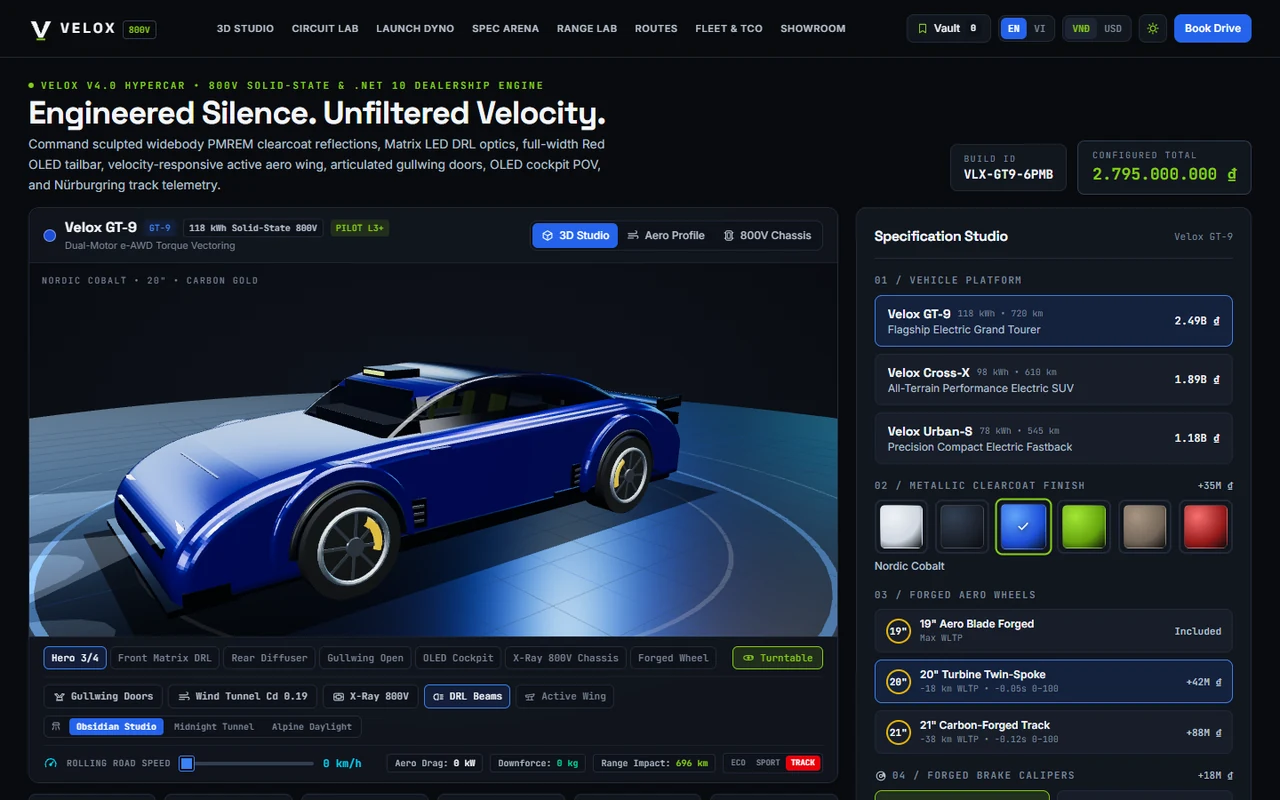 VELOX 800V
3D STUDIO CIRCUIT LAB LAUNCH DYNO SPEC ARENA RANGE LAB ROUTES FLEET & TCO SHOWROOM
Vault 0 EN VI VNĐ USD Book Drive
VELOX V4.0 HYPERCAR • 800V SOLID-STATE & .NET 10 DEALERSHIP ENGINE
Engineered Silence. Unfiltered Velocity.
Command sculpted widebody PMREM clearcoat reflections, Matrix LED DRL optics, full-width Red
OLED tailbar, velocity-responsive active aero wing, articulated gullwing doors, OLED cockpit POV,
and Nürburgring track telemetry.
BUILD ID
VLX-GT9-6PMB
CONFIGURED TOTAL
2.795.000.000 ₫
Velox GT-9 GT-9 118 kWh Solid-State 800V PILOT L3+
Dual-Motor e-AWD Torque Vectoring
3D Studio Aero Profile 800V Chassis
NORDIC COBALT • 20" • CARBON GOLD
Hero 3/4 Front Matrix DRL Rear Diffuser Gullwing Open OLED Cockpit X-Ray 800V Chassis Forged Wheel Turntable
Gullwing Doors Wind Tunnel Cd 0.19 X-Ray 800V DRL Beams Active Wing
Obsidian Studio Midnight Tunnel Alpine Daylight
ROLLING ROAD SPEED 0 km/h Aero Drag: 0 kW Downforce: 0 kg Range Impact: 696 km ECO SPORT TRACK
Specification Studio Velox GT-9
01 / VEHICLE PLATFORM
Velox GT-9 118 kWh • 720 km
Flagship Electric Grand Tourer
2.49B ₫
Velox Cross-X 98 kWh • 610 km
All-Terrain Performance Electric SUV
1.89B ₫
Velox Urban-S 78 kWh • 545 km
Precision Compact Electric Fastback
1.18B ₫
02 / METALLIC CLEARCOAT FINISH +35M ₫
Nordic Cobalt
03 / FORGED AERO WHEELS
19" 19" Aero Blade Forged
Max WLTP
Included
20" 20" Turbine Twin-Spoke
-18 km WLTP • -0.05s 0-100
+42M ₫
21" 21" Carbon-Forged Track
-38 km WLTP • -0.12s 0-100
+88M ₫
04 / FORGED BRAKE CALIPERS +18M ₫